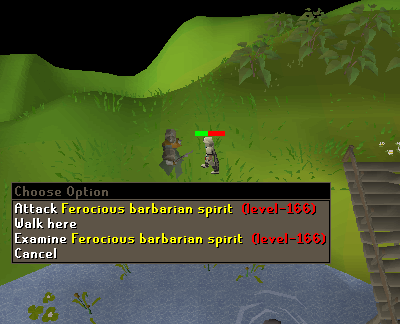 Choose Option
Attack Ferocious barbarian spirit (level-166)
Walk here
Examine Ferocious barbarian spirit (level-166)
Cancel